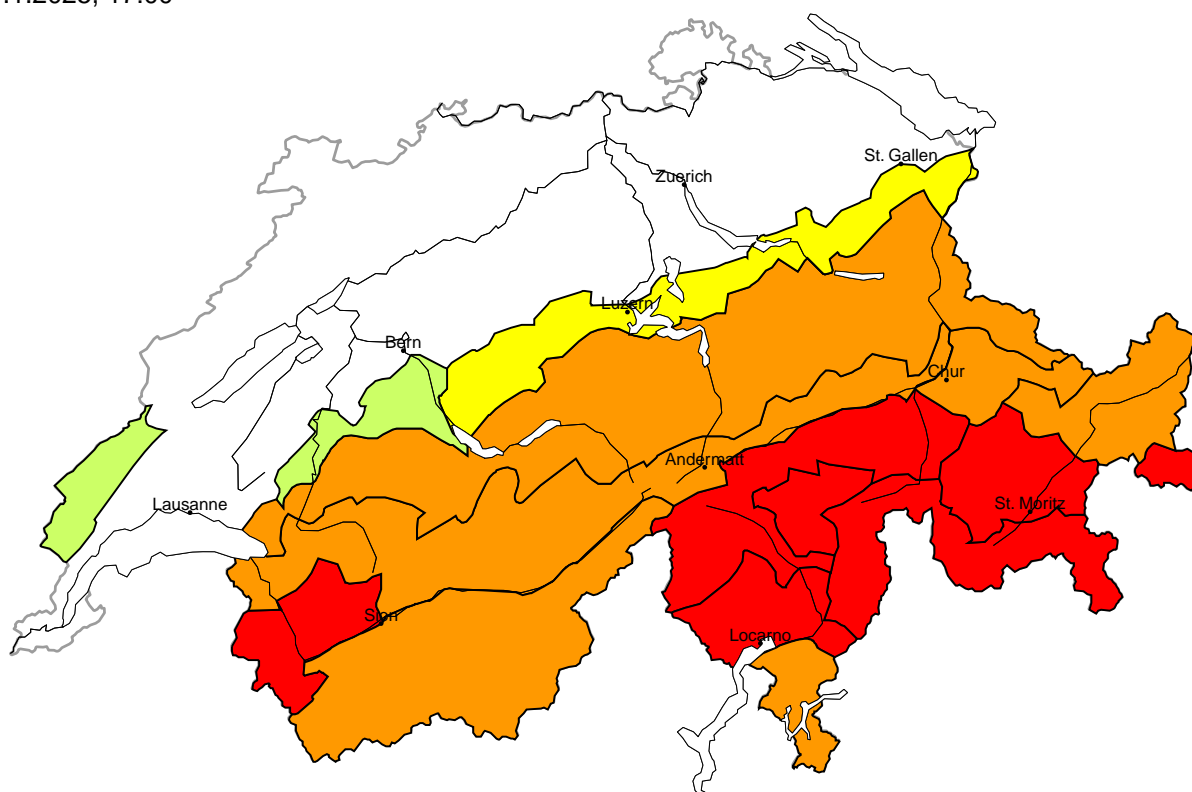 St. Gallen
Zuerich
Luzern
Bern
Chur
Andermatt
Lausanne
St. Moritz
Sion
Locarno